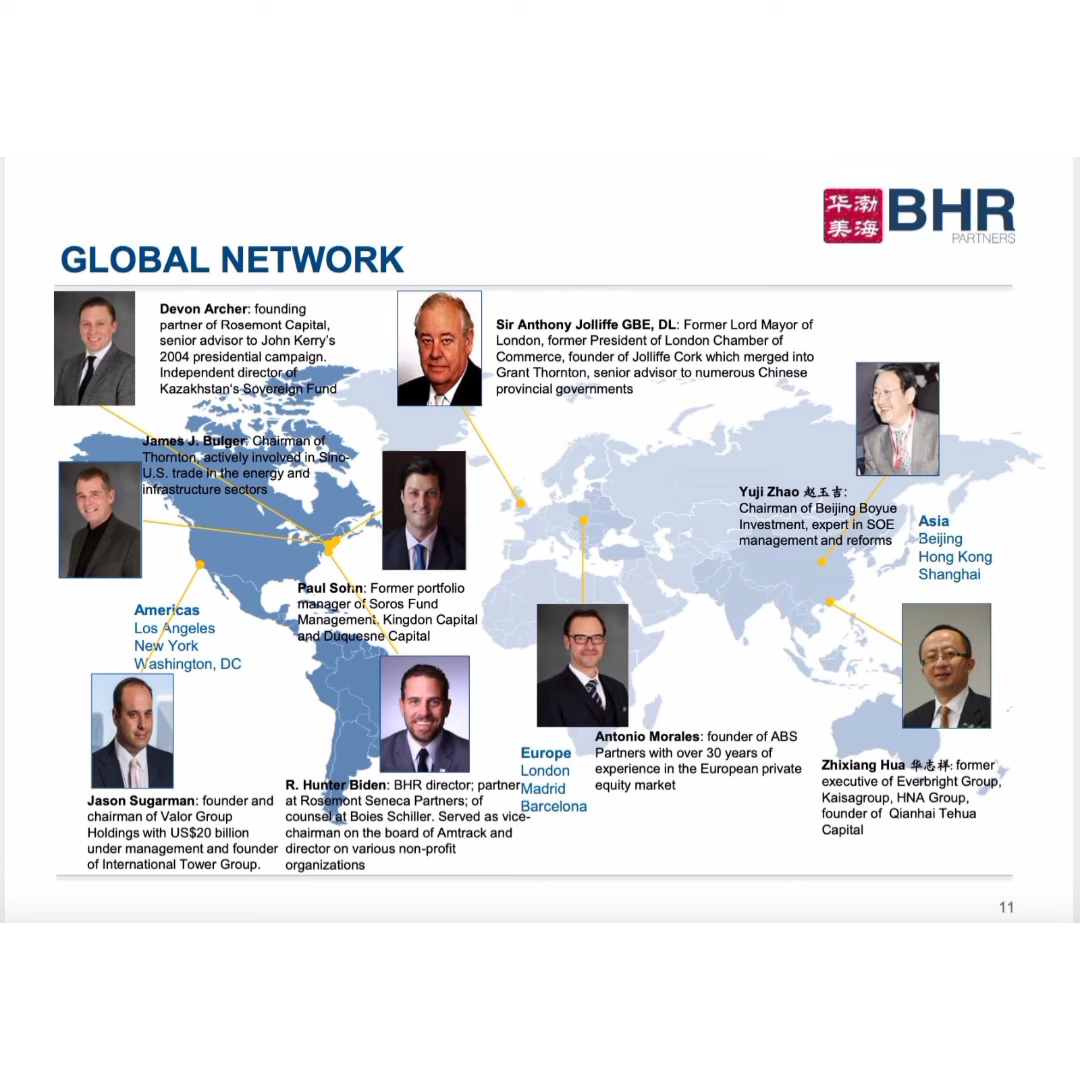 华渤
美海
BHR
PARTNERS
GLOBAL NETWORK
Devon Archer: founding
partner of Rosemont Capital,
senior advisor to John Kerry's
2004 presidential campaign.
Independent director of
Kazakhstan's Sovereign Fund
Sir Anthony Jolliffe GBE, DL: Former Lord Mayor of
London, former President of London Chamber of
Commerce, founder of Jolliffe Cork which merged into
Grant Thornton, senior advisor to numerous Chinese
provincial governments
James J. Bulger: Chairman of
Thornton, actively involved in Sino-
U.S. trade in the energy and
infrastructure sectors
Yuji Zhao 赵玉吉:
Chairman of Beijing Boyue
Investment, expert in SOE
management and reforms
Asia
Beijing
Hong Kong
Shanghai
Paul Sohn: Former portfolio
manager of Soros Fund
Management, Kingdon Capital
and Duquesne Capital
Americas
Los Angeles
New York
Washington, DC
Jason Sugarman: founder and
chairman of Valor Group
Holdings with US$20 billion
under management and founder
of International Tower Group.
R. Hunter Biden: BHR director; partner
at Rosemont Seneca Partners; of
counsel at Boies Schiller. Served as vice-
chairman on the board of Amtrack and
director on various non-profit
organizations
Europe
London
Madrid
Barcelona
Antonio Morales: founder of ABS
Partners with over 30 years of
experience in the European private
equity market
Zhixiang Hua 华志祥: former
executive of Everbright Group,
Kaisagroup, HNA Group,
founder of Qianhai Tehua
Capital
11